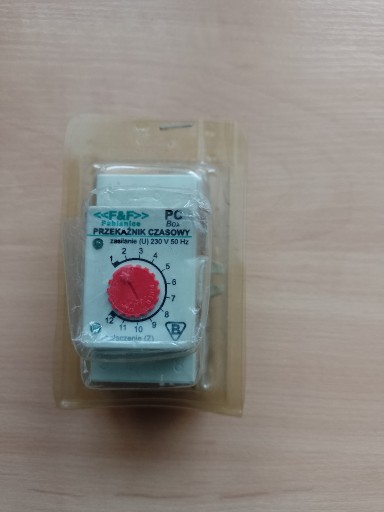 <<F&F>> PC
Pabianice Bos
PRZEKAŹNIK CZASOWY
zasilanie (U) 230 V 50 Hz
1 2 3 4 5 6 7 8 9 10 11 12
B
(Z)